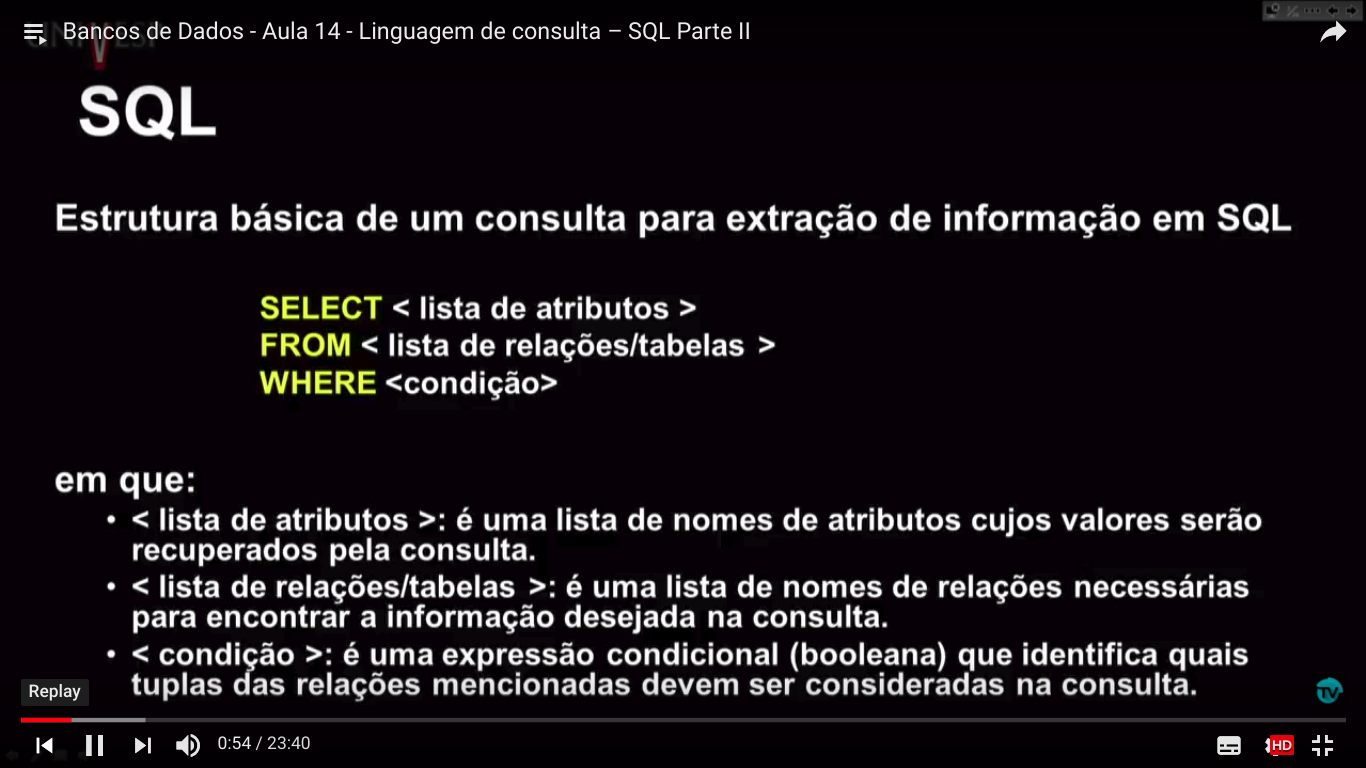 Bancos de Dados - Aula 14 - Linguagem de consulta – SQL Parte II
SQL
Estrutura básica de um consulta para extração de informação em SQL
SELECT < lista de atributos >
FROM < lista de relações/tabelas >
WHERE <condição>
em que:
• < lista de atributos >: é uma lista de nomes de atributos cujos valores serão
recuperados pela consulta.
• < lista de relações/tabelas >: é uma lista de nomes de relações necessárias
para encontrar a informação desejada na consulta.
• < condição >: é uma expressão condicional (booleana) que identifica quais
tuplas das relações mencionadas devem ser consideradas na consulta.
Replay
TV
0:54 / 23:40
HD